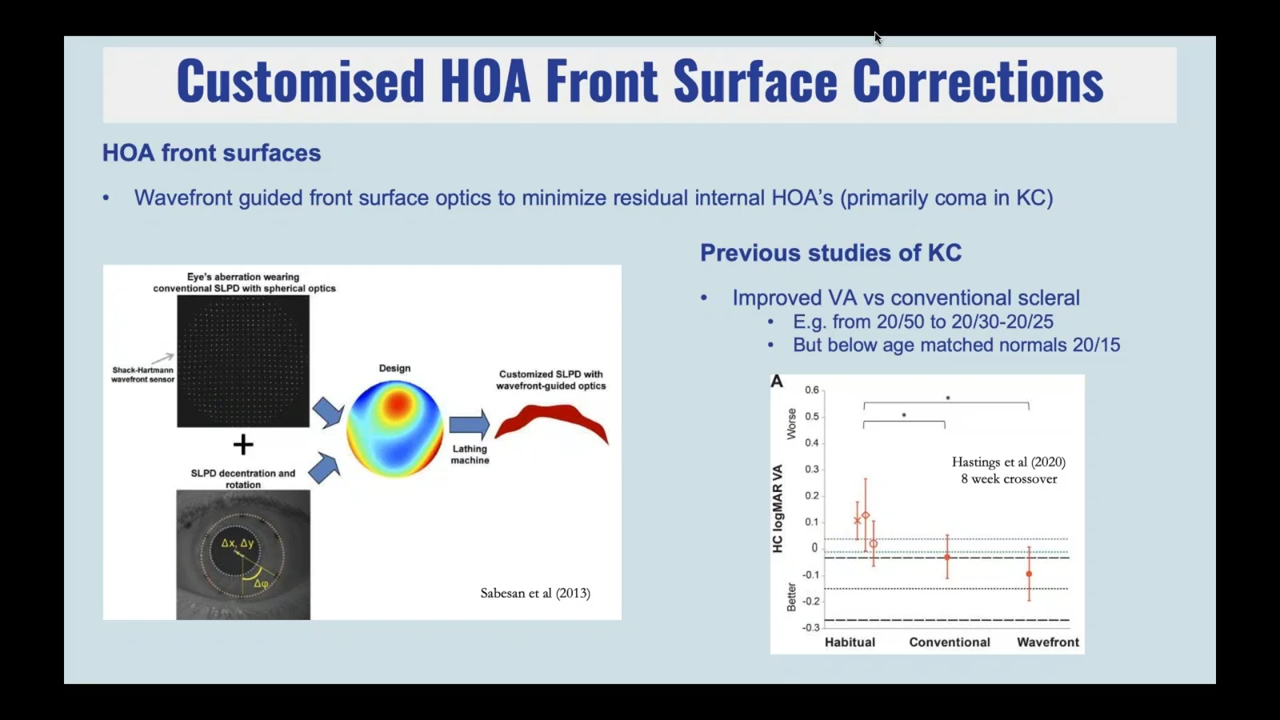 Customised HOA Front Surface Corrections
HOA front surfaces
• Wavefront guided front surface optics to minimize residual internal HOA's (primarily coma in KC)
Eye's aberration wearing
conventional SLPD with spherical optics
Shack-Hartmann
wavefront sensor
+
SLPD decentration and
rotation
Δx, Δy
Δφ
Design
Lathing
machine
Customized SLPD with
wavefront-guided optics
Sabesan et al (2013)
Previous studies of KC
• Improved VA vs conventional scleral
• E.g. from 20/50 to 20/30-20/25
• But below age matched normals 20/15
A
HC logMAR VA
Worse
Better
0.6
0.5
0.4
0.3
0.2
0.1
0
-0.1
-0.2
-0.3
*
*
Hastings et al (2020)
8 week crossover
Habitual Conventional Wavefront